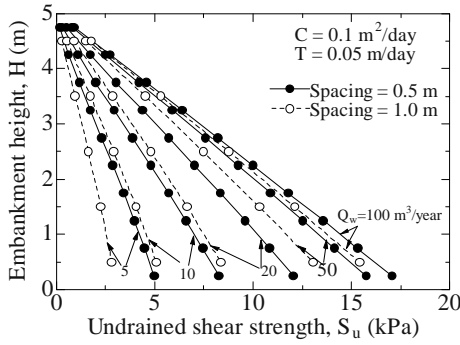 5
4
3
2
1
0
0
5
10
15
20
25
Embankment height, H (m)
Undrained shear strength, Sᵤ (kPa)
C = 0.1 m²/day
T = 0.05 m/day
Spacing = 0.5 m
Spacing = 1.0 m
Q_w=100 m³/year
5
10
20
50